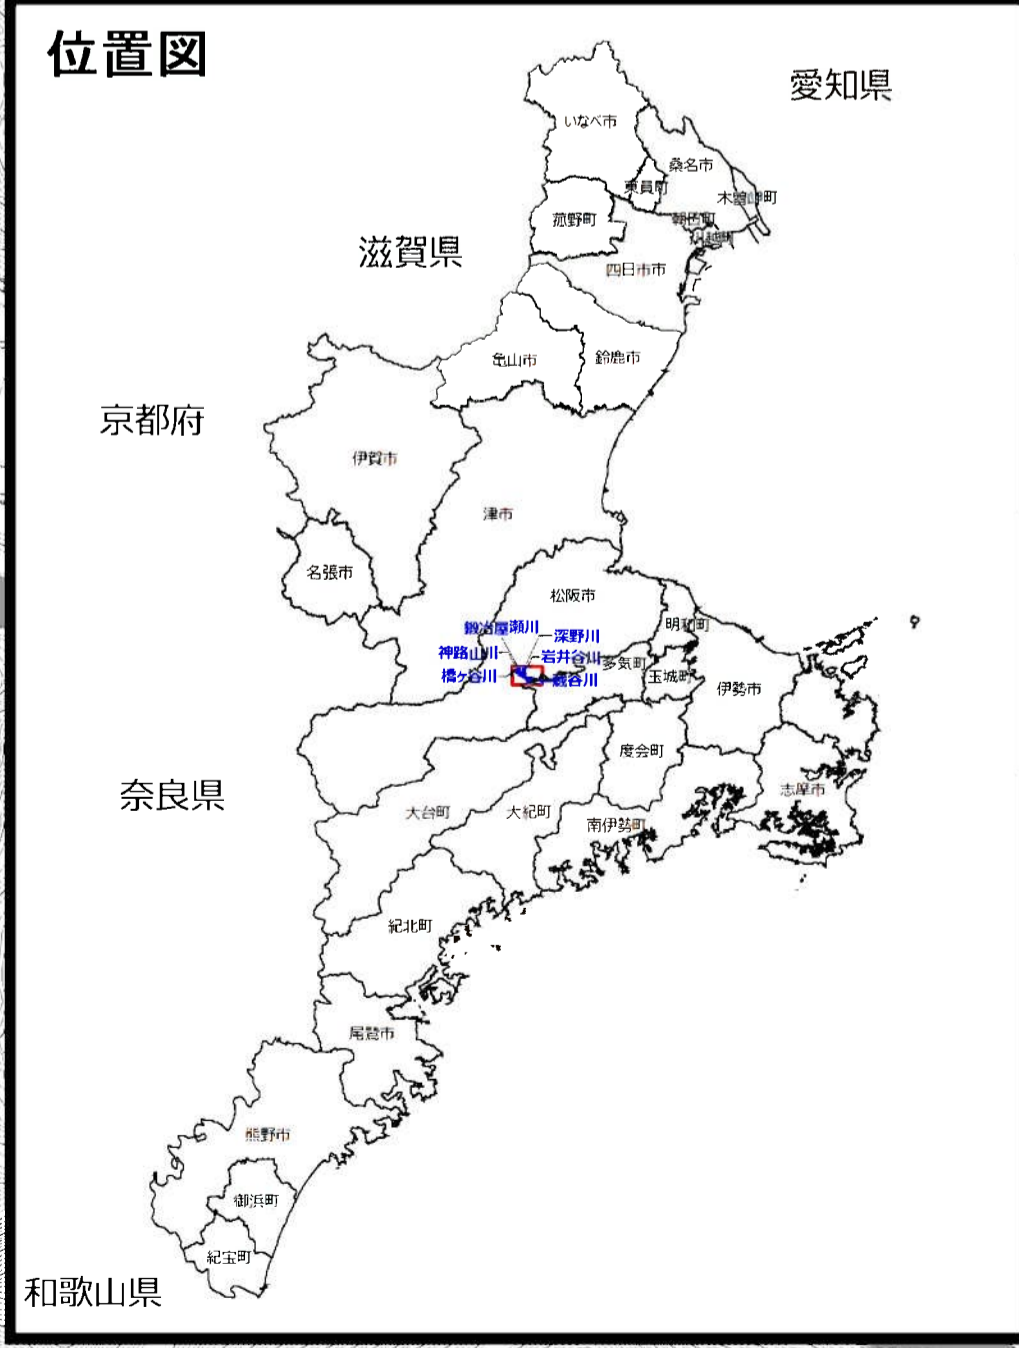 位置図
愛知県
いなべ市
桑名市
東員町
木曽岬町
菰野町
朝日町
川越町
滋賀県
四日市市
亀山市
鈴鹿市
京都府
伊賀市
津市
名張市
松阪市
明和町
鍛冶屋瀬川
深野川
神路山川
岩井谷川
多気町
橋ヶ谷川
玉城町
伊勢市
度会町
奈良県
志摩市
大台町
大紀町
南伊勢町
紀北町
尾鷲市
熊野市
御浜町
紀宝町
和歌山県